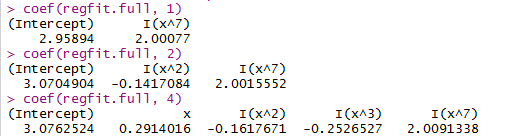 > coef(regfit.full, 1)
(Intercept) I(x^7)
2.95894 2.00077
> coef(regfit.full, 2)
(Intercept) I(x^2) I(x^7)
3.0704904 -0.1417084 2.0015552
> coef(regfit.full, 4)
(Intercept) x I(x^2) I(x^3) I(x^7)
3.0762524 0.2914016 -0.1617671 -0.2526527 2.0091338